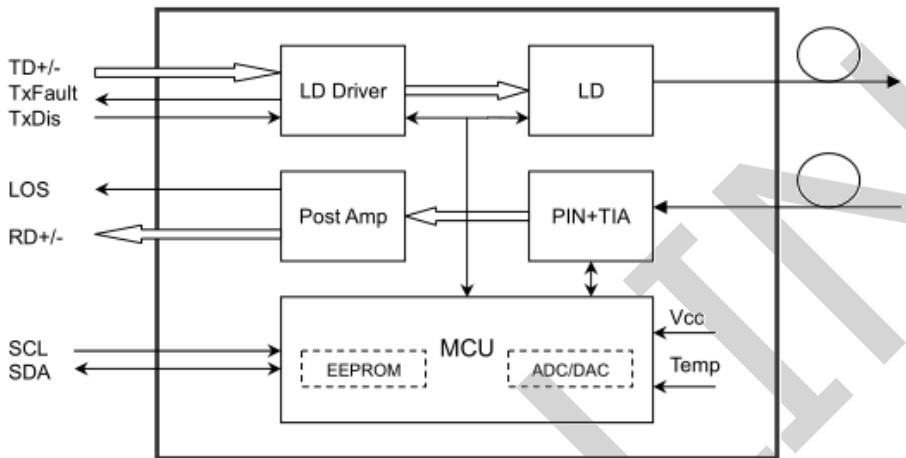 TD+/-
TxFault
TxDis
LD Driver
LD
LOS
RD+/-
Post Amp
PIN+TIA
SCL
SDA
MCU
EEPROM
ADC/DAC
Vcc
Temp